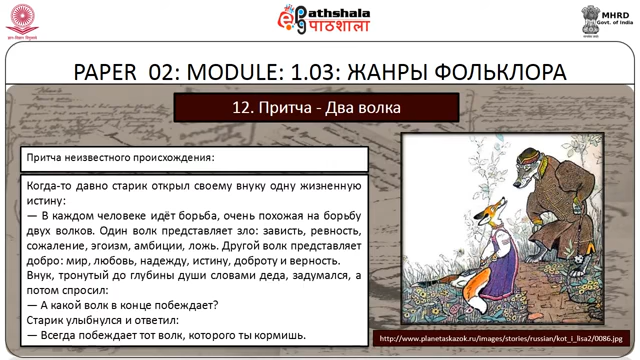 Pathshala
पाठशाला
MHRD
Govt. of India
PAPER 02: MODULE: 1.03: ЖАНРЫ ФОЛЬКЛОРА
12. Притча - Два волка
Притча неизвестного происхождения:
Когда-то давно старик открыл своему внуку одну жизненную
истину:
— В каждом человеке идёт борьба, очень похожая на борьбу
двух волков. Один волк представляет зло: зависть, ревность,
сожаление, эгоизм, амбиции, ложь. Другой волк представляет
добро: мир, любовь, надежду, истину, доброту и верность.
Внук, тронутый до глубины души словами деда, задумался, а
потом спросил:
— А какой волк в конце побеждает?
Старик улыбнулся и ответил:
— Всегда побеждает тот волк, которого ты кормишь.
http://www.planetaskazok.ru/images/stories/russian/kot_i_lisa2/0086.jpg